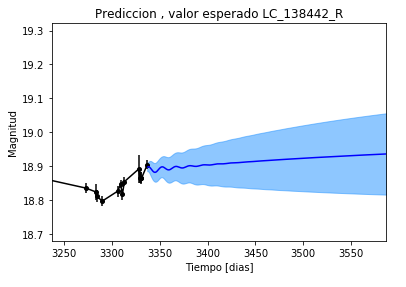 Prediccion , valor esperado LC_138442_R
19.3
19.2
19.1
19.0
18.9
18.8
18.7
Magnitud
3250 3300 3350 3400 3450 3500 3550
Tiempo [dias]